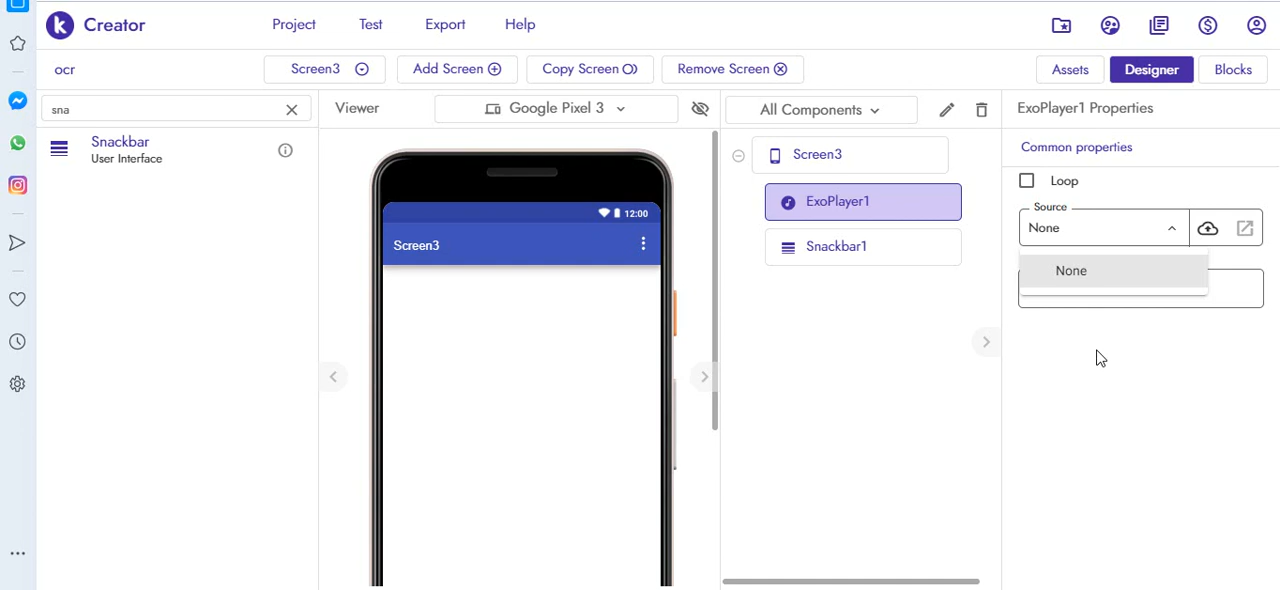 Creator
Project
Test
Export
Help
ocr
Screen3
Add Screen
Copy Screen
Remove Screen
Assets
Designer
Blocks
sna
Viewer
Google Pixel 3
All Components
ExoPlayer1 Properties
Snackbar
User Interface
Screen3
Common properties
Loop
ExoPlayer1
Source
None
12:00
Screen3
Snackbar1
None